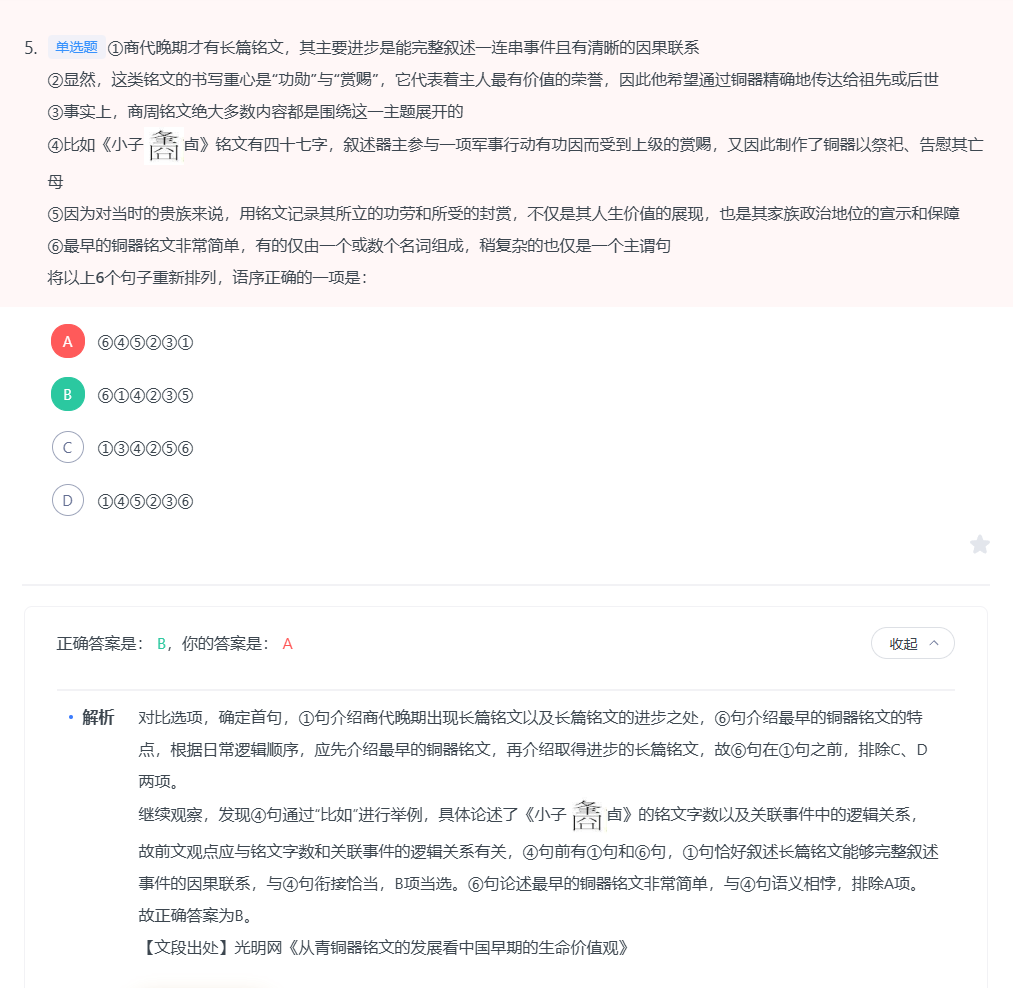 5. 单选题 ①商代晚期才有长篇铭文，其主要进步是能完整叙述一连串事件且有清晰的因果联系
②显然，这类铭文的书写重心是“功勋”与“赏赐”，它代表着主人最有价值的荣誉，因此他希望通过铜器精确地传达给祖先或后世
③事实上，商周铭文绝大多数内容都是围绕这一主题展开的
④比如《小子 卣》铭文有四十七字，叙述器主参与一项军事行动有功因而受到上级的赏赐，又因此制作了铜器以祭祀、告慰其亡
母
⑤因为对当时的贵族来说，用铭文记录其所立的功劳和所受的封赏，不仅是其人生价值的展现，也是其家族政治地位的宣示和保障
⑥最早的铜器铭文非常简单，有的仅由一个或数个名词组成，稍复杂的也仅是一个主谓句
将以上6个句子重新排列，语序正确的一项是：
A ⑥④⑤②③①
B ⑥①④②③⑤
C ①③④②⑤⑥
D ①④⑤②③⑥
正确答案是： B，你的答案是： A
收起
解析 对比选项，确定首句，①句介绍商代晚期出现长篇铭文以及长篇铭文的进步之处，⑥句介绍最早的铜器铭文的特
点，根据日常逻辑顺序，应先介绍最早的铜器铭文，再介绍取得进步的长篇铭文，故⑥句在①句之前，排除C、D
两项。
继续观察，发现④句通过“比如”进行举例，具体论述了《小子 卣》的铭文字数以及关联事件中的逻辑关系，
故前文观点应与铭文字数和关联事件的逻辑关系有关，④句前有①句和⑥句，①句恰好叙述长篇铭文能够完整叙述
事件的因果联系，与④句衔接恰当，B项当选。⑥句论述最早的铜器铭文非常简单，与④句语义相悖，排除A项。
故正确答案为B。
【文段出处】光明网《从青铜器铭文的发展看中国早期的生命价值观》